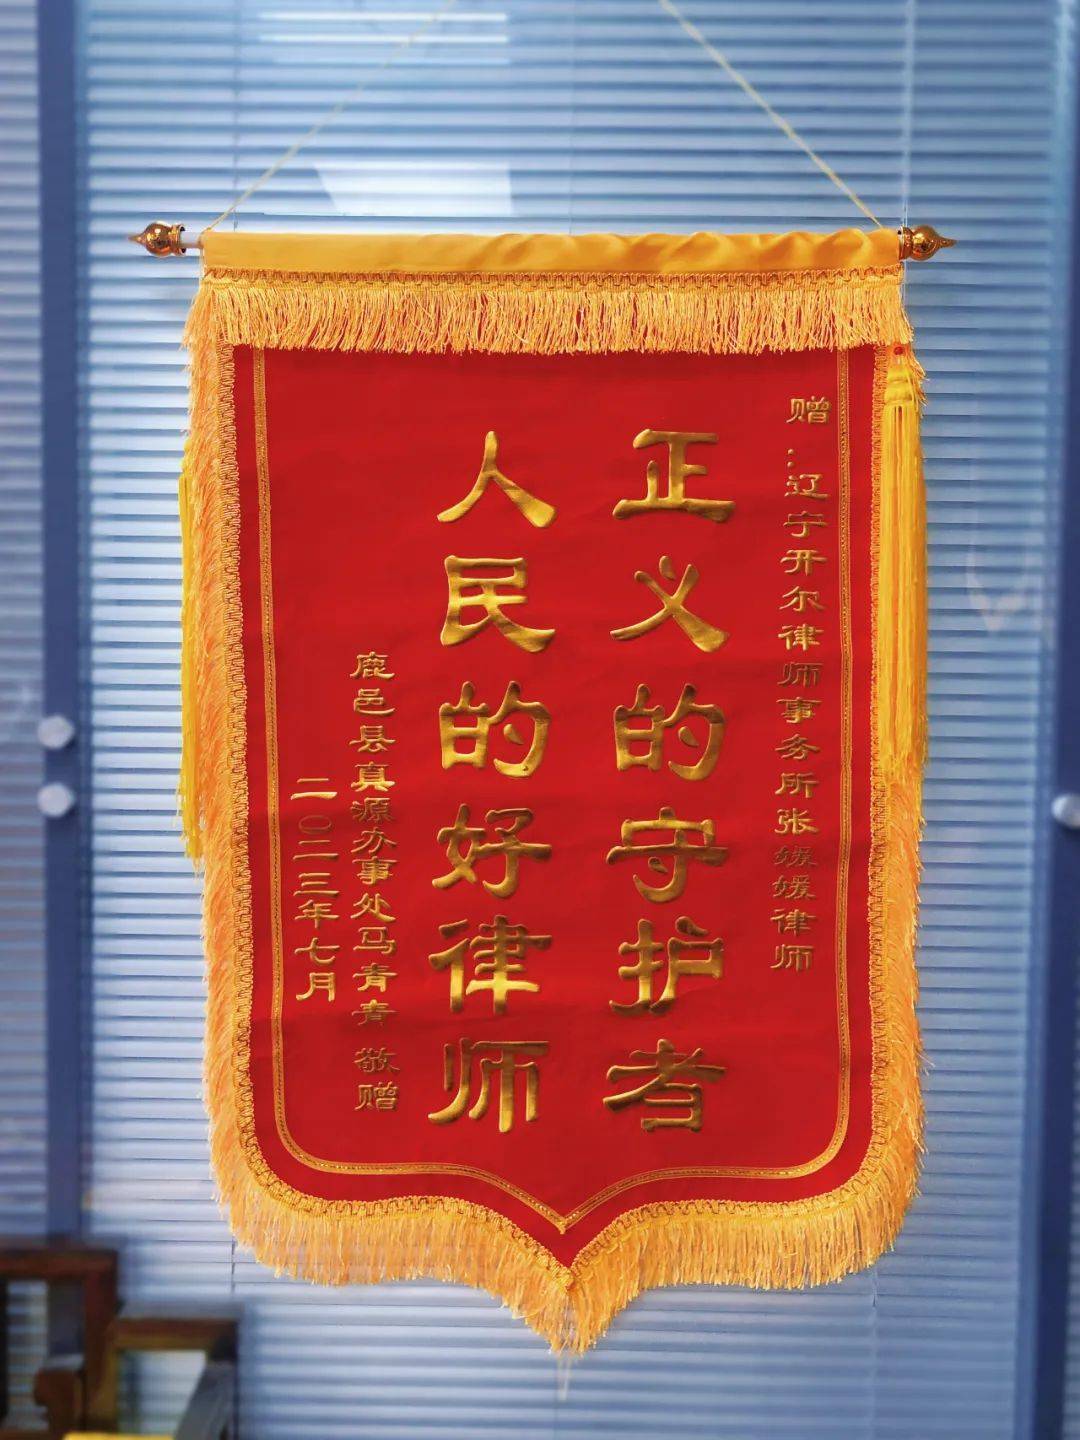 赠：辽宁开尔律师事务所张媛媛律师
正义的守护者
人民的好律师
鹿邑县真源办事处马青青 敬赠
二〇二三年七月